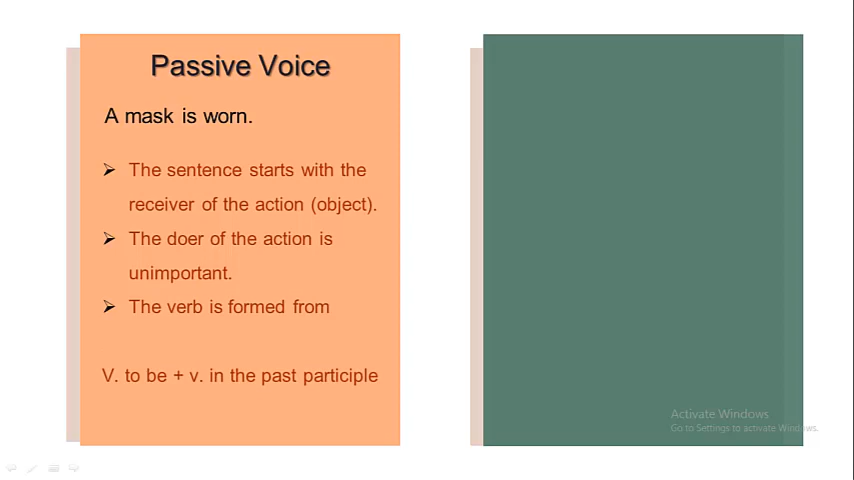 Passive Voice
A mask is worn.
➢ The sentence starts with the
receiver of the action (object).
➢ The doer of the action is
unimportant.
➢ The verb is formed from
V. to be + v. in the past participle
Activate Windows
Go to Settings to activate Windows.